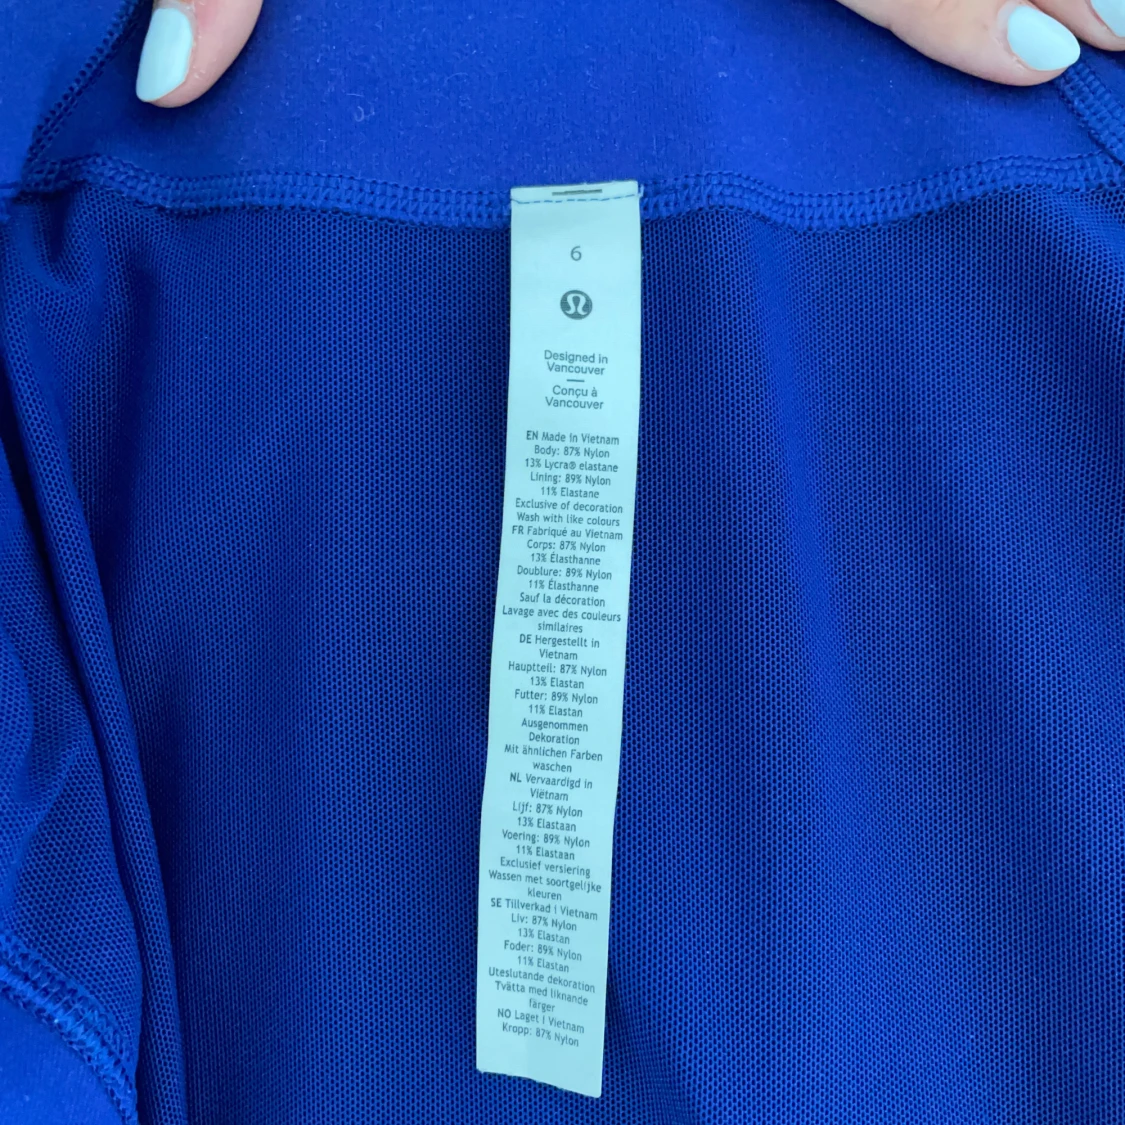 6
Designed in
Vancouver
Conçu à
Vancouver
EN Made in Vietnam
Body: 87% Nylon
13% Lycra® elastane
Lining: 89% Nylon
11% Elastane
Exclusive of decoration
Wash with like colours
FR Fabriqué au Vietnam
Corps: 87% Nylon
13% Élasthanne
Doublure: 89% Nylon
11% Élasthanne
Sauf la décoration
Lavage avec des couleurs
similaires
DE Hergestellt in
Vietnam
Hauptteil: 87% Nylon
13% Elastan
Futter: 89% Nylon
11% Elastan
Ausgenommen
Dekoration
Mit ähnlichen Farben
waschen
NL Vervaardigd in
Viëtnam
Lijf: 87% Nylon
13% Elastaan
Voering: 89% Nylon
11% Elastaan
Exclusief versiering
Wassen met soortgelijke
kleuren
SE Tillverkad i Vietnam
Liv: 87% Nylon
13% Elastan
Foder: 89% Nylon
11% Elastan
Uteslutande dekoration
Tvätta med liknande
färger
NO Laget i Vietnam
Kropp: 87% Nylon